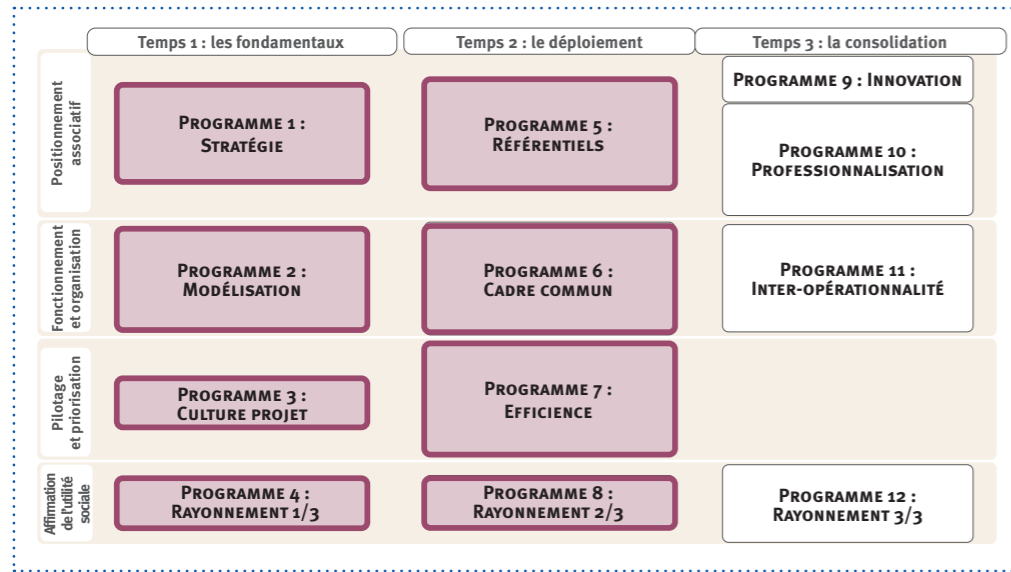 Temps 1 : les fondamentaux
Temps 2 : le déploiement
Temps 3 : la consolidation
Positionnement
associatif
PROGRAMME 1 :
STRATÉGIE
PROGRAMME 5 :
RÉFÉRENTIELS
PROGRAMME 9 : INNOVATION
PROGRAMME 10 :
PROFESSIONNALISATION
Fonctionnement
et organisation
PROGRAMME 2 :
MODÉLISATION
PROGRAMME 6 :
CADRE COMMUN
PROGRAMME 11 :
INTER-OPÉRATIONNALITÉ
Pilotage
et priorisation
PROGRAMME 3 :
CULTURE PROJET
PROGRAMME 7 :
EFFICIENCE
Affirmation
de l'utilité
sociale
PROGRAMME 4 :
RAYONNEMENT 1/3
PROGRAMME 8 :
RAYONNEMENT 2/3
PROGRAMME 12 :
RAYONNEMENT 3/3